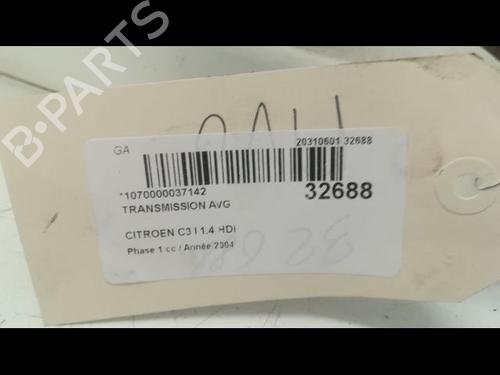 B-PARTS
GA
20310601 32688
*1070000037142
32688
TRANSMISSION AVG
CITROEN C3 I 1.4 HDi
Phase 1 cc / Année 2004